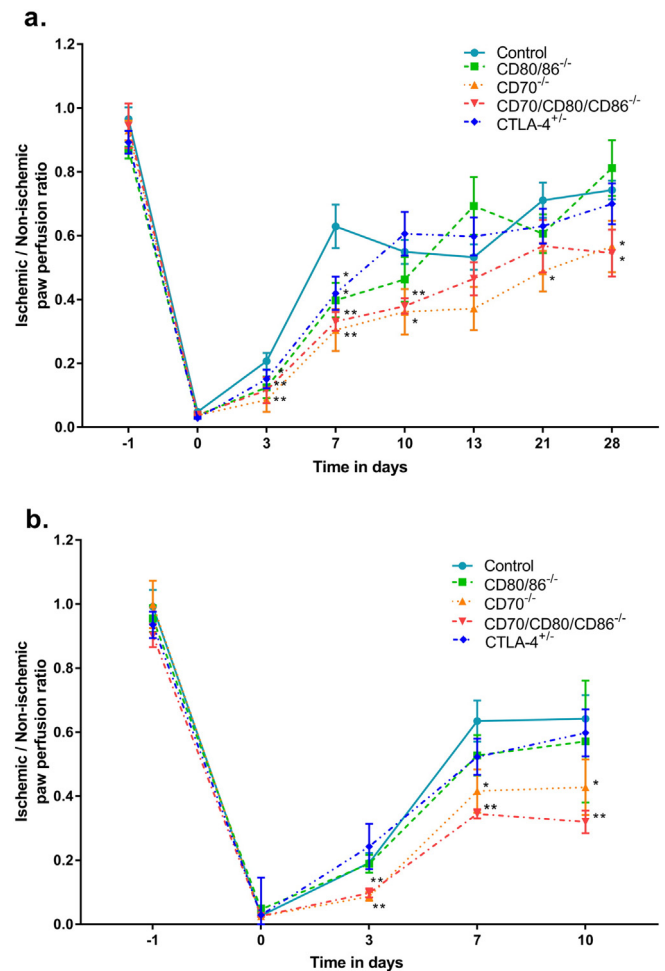 a.
1.2
1.0
0.8
0.6
0.4
0.2
0.0
Ischemic / Non-ischemic
paw perfusion ratio
Control
CD80/86-/-
CD70-/-
CD70/CD80/CD86-/-
CTLA-4+/-
*
*
**
**
*
**
**
**
*
*
*
*
-1 0 3 7 10 13 21 28
Time in days
b.
1.2
1.0
0.8
0.6
0.4
0.2
0.0
Ischemic / Non-ischemic
paw perfusion ratio
Control
CD80/86-/-
CD70-/-
CD70/CD80/CD86-/-
CTLA-4+/-
**
**
*
**
*
**
-1 0 3 7 10
Time in days